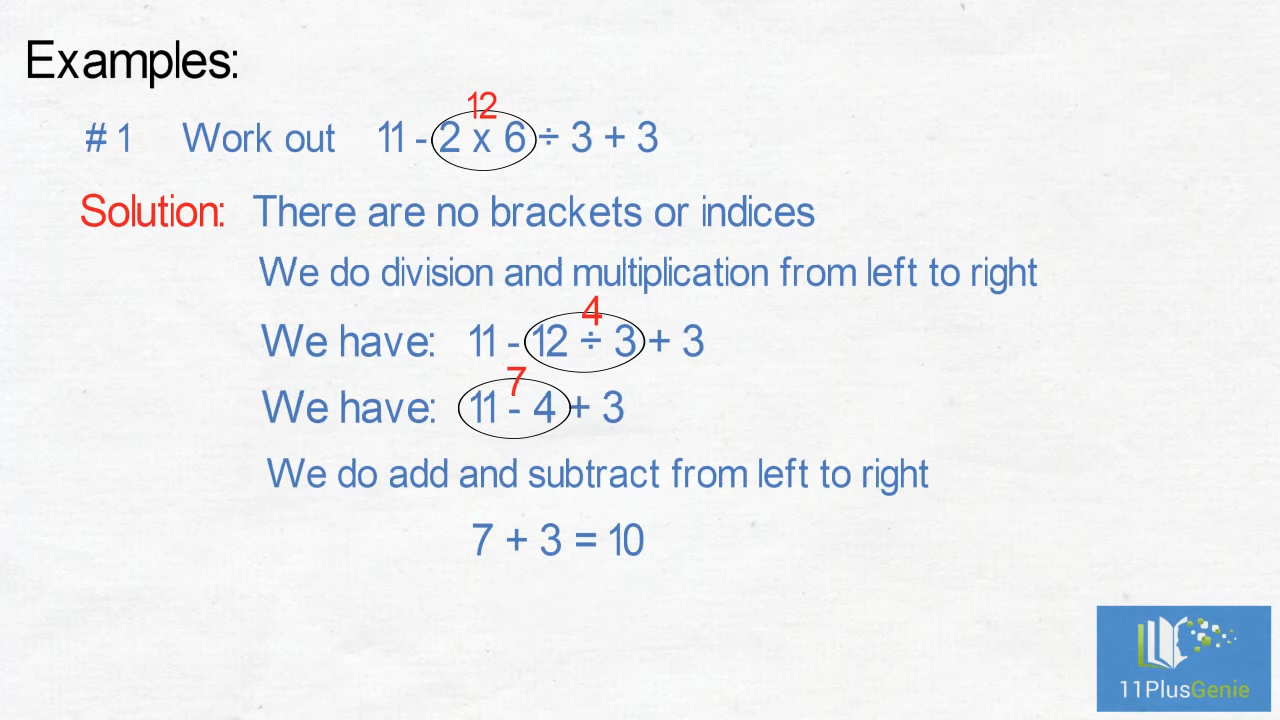 Examples:
12
# 1 Work out 11 - 2 x 6 ÷ 3 + 3
Solution: There are no brackets or indices
We do division and multiplication from left to right
4
We have: 11 - 12 ÷ 3 + 3
7
We have: 11 - 4 + 3
We do add and subtract from left to right
7 + 3 = 10
11PlusGenie